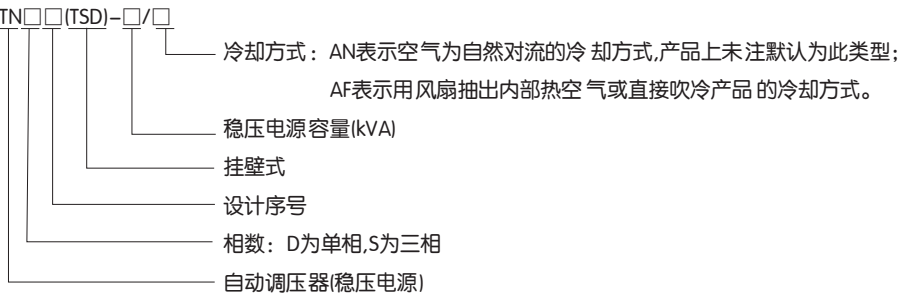 TN□□(TSD)-□/□
冷却方式：AN表示空气为自然对流的冷却方式,产品上未注默认为此类型;
AF表示用风扇抽出内部热空气或直接吹冷产品的冷却方式。
稳压电源容量(kVA)
挂壁式
设计序号
相数：D为单相,S为三相
自动调压器(稳压电源)